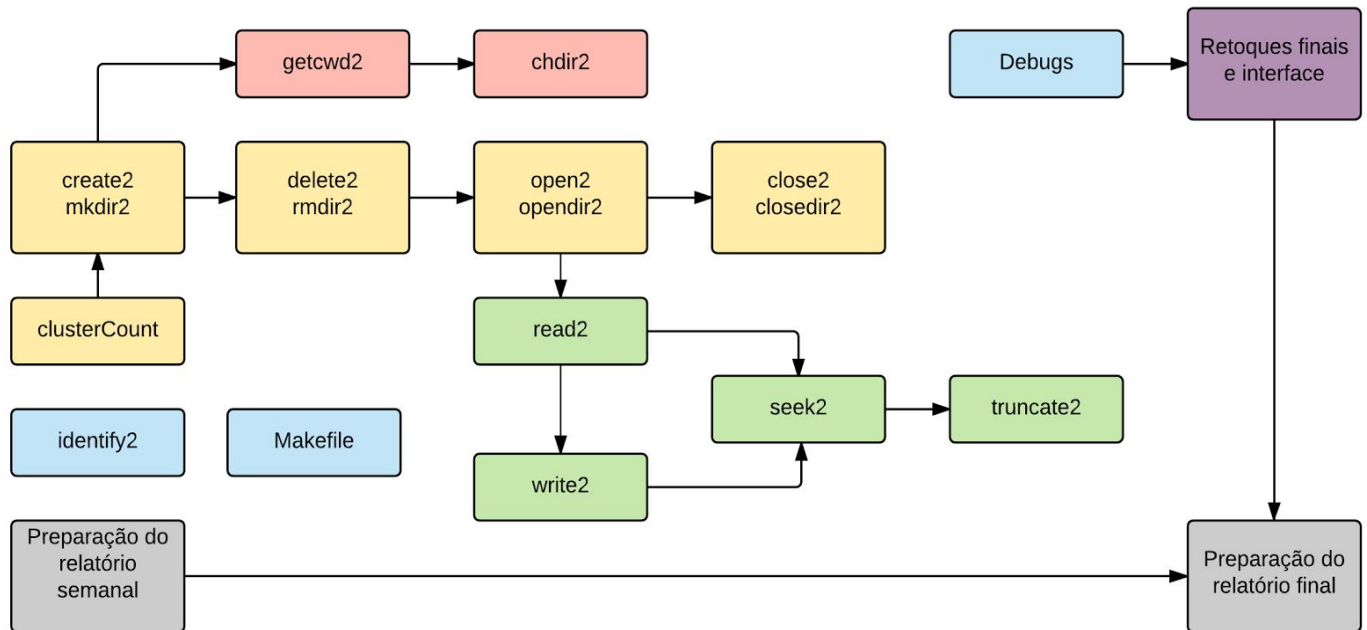 getcwd2
chdir2
Debugs
Retoques finais
e interface
create2
mkdir2
delete2
rmdir2
open2
opendir2
close2
closedir2
clusterCount
read2
seek2
truncate2
identify2
Makefile
write2
Preparação do
relatório
semanal
Preparação do
relatório final